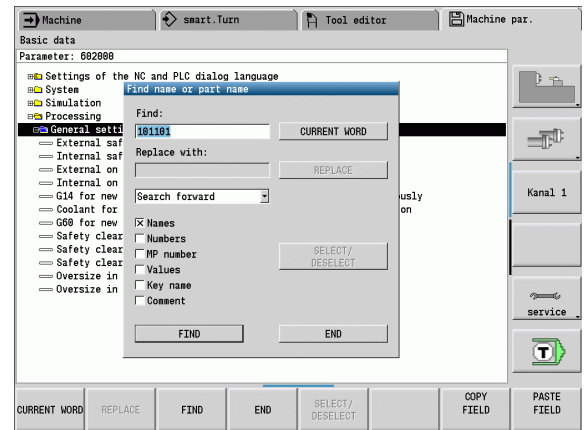 Machine
smart.Turn
Tool editor
Machine par.
Basic data
Parameter: 602000
Settings of the NC and PLC dialog language
System
Simulation
Processing
General setti
External saf
Internal saf
External on
Internal on
G14 for new
usly
Coolant for
on
G60 for new
Safety clear
Safety clear
Safety clear
Oversize in
Oversize in
Find name or part name
Find:
101101
CURRENT WORD
Replace with:
REPLACE
Search forward
Names
Numbers
MP number
Values
Key name
Comment
SELECT/
DESELECT
FIND
END
Kanal 1
service
T
CURRENT WORD
REPLACE
FIND
END
SELECT/
DESELECT
COPY
FIELD
PASTE
FIELD